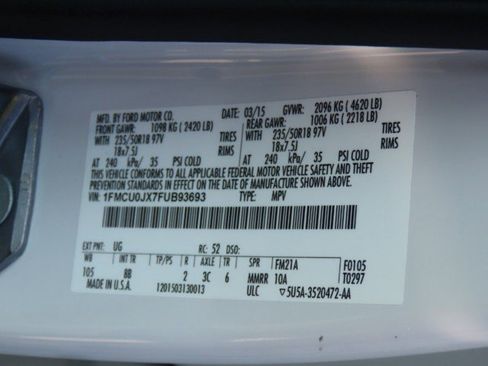 MFD. BY FORD MOTOR CO. DATE: 03/15 GVWR: 2096 KG ( 4620 LB)
FRONT GAWR: 1098 KG ( 2420 LB) REAR GAWR: 1006 KG ( 2218 LB)
WITH 235/50R18 97V TIRES WITH 235/50R18 97V TIRES
18x7.5J RIMS 18x7.5J RIMS
AT 240 kPa/ 35 PSI COLD AT 240 kPa/ 35 PSI COLD
THIS VEHICLE CONFORMS TO ALL APPLICABLE FEDERAL MOTOR VEHICLE SAFETY AND THEFT
PREVENTION STANDARDS IN EFFECT ON THE DATE OF MANUFACTURE SHOWN ABOVE.
VIN: 1FMCU0JX7FUB93693 TYPE: MPV
EXT PNT: UG RC: 52 DSO:
WB INT TR TP/PS R AXLE TR SPR FM21A F0105
105 BB 2 3C 6 MMRR 10A T0297
MADE IN U.S.A. 1201503130013 ULC ▽5U5A-3520472-AA